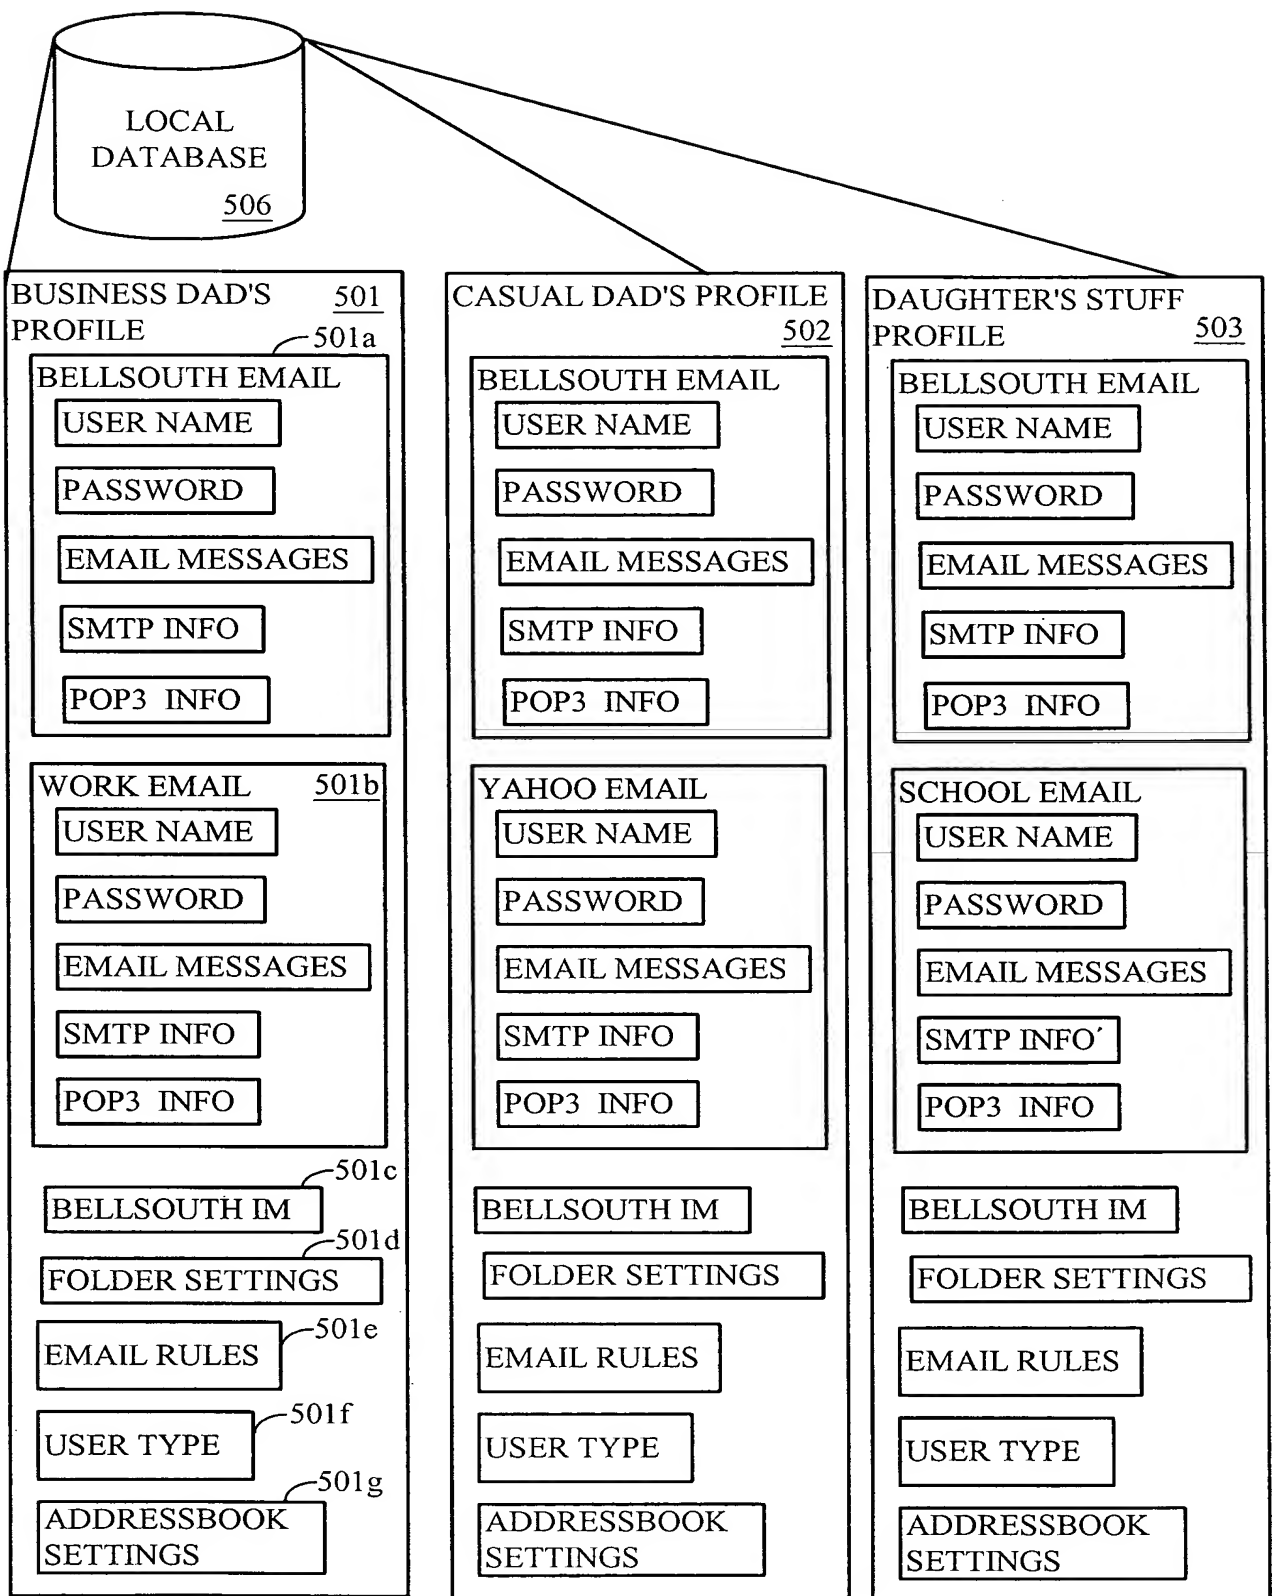 LOCAL
DATABASE
506
BUSINESS DAD'S
PROFILE
501
501a
BELLSOUTH EMAIL
USER NAME
PASSWORD
EMAIL MESSAGES
SMTP INFO
POP3 INFO
WORK EMAIL
501b
USER NAME
PASSWORD
EMAIL MESSAGES
SMTP INFO
POP3 INFO
501c
BELLSOUTH IM
501d
FOLDER SETTINGS
501e
EMAIL RULES
501f
USER TYPE
501g
ADDRESSBOOK
SETTINGS
CASUAL DAD'S PROFILE
502
BELLSOUTH EMAIL
USER NAME
PASSWORD
EMAIL MESSAGES
SMTP INFO
POP3 INFO
YAHOO EMAIL
USER NAME
PASSWORD
EMAIL MESSAGES
SMTP INFO
POP3 INFO
BELLSOUTH IM
FOLDER SETTINGS
EMAIL RULES
USER TYPE
ADDRESSBOOK
SETTINGS
DAUGHTER'S STUFF
PROFILE
503
BELLSOUTH EMAIL
USER NAME
PASSWORD
EMAIL MESSAGES
SMTP INFO
POP3 INFO
SCHOOL EMAIL
USER NAME
PASSWORD
EMAIL MESSAGES
SMTP INFO
POP3 INFO
BELLSOUTH IM
FOLDER SETTINGS
EMAIL RULES
USER TYPE
ADDRESSBOOK
SETTINGS